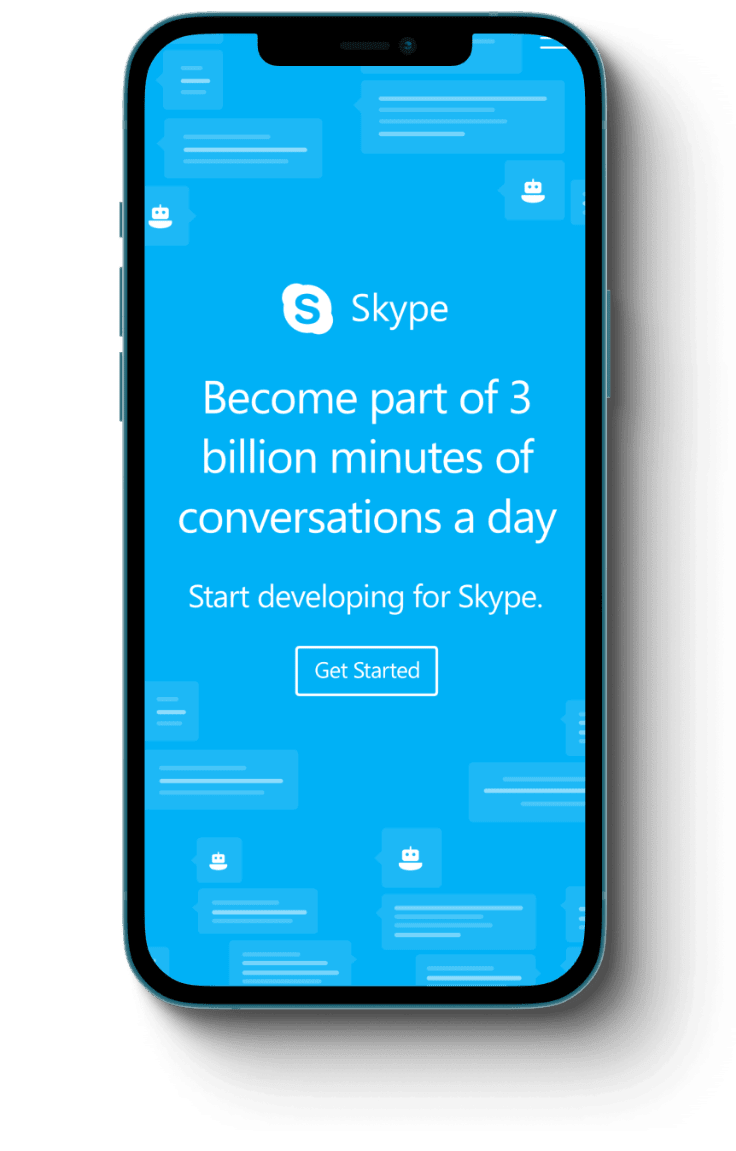 Skype
Become part of 3
billion minutes of
conversations a day
Start developing for Skype.
Get Started